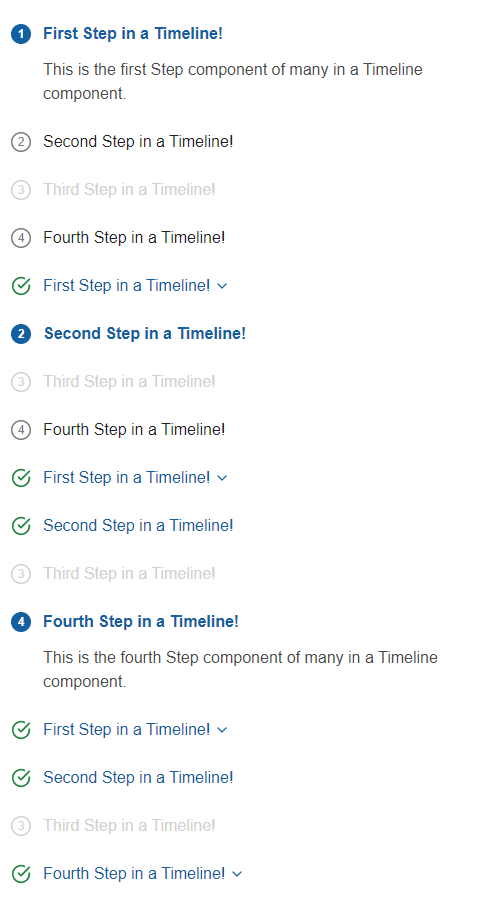 1 First Step in a Timeline!
This is the first Step component of many in a Timeline
component.
2 Second Step in a Timeline!
3 Third Step in a Timeline!
4 Fourth Step in a Timeline!
First Step in a Timeline!
2 Second Step in a Timeline!
3 Third Step in a Timeline!
4 Fourth Step in a Timeline!
First Step in a Timeline!
Second Step in a Timeline!
3 Third Step in a Timeline!
4 Fourth Step in a Timeline!
This is the fourth Step component of many in a Timeline
component.
First Step in a Timeline!
Second Step in a Timeline!
3 Third Step in a Timeline!
Fourth Step in a Timeline!